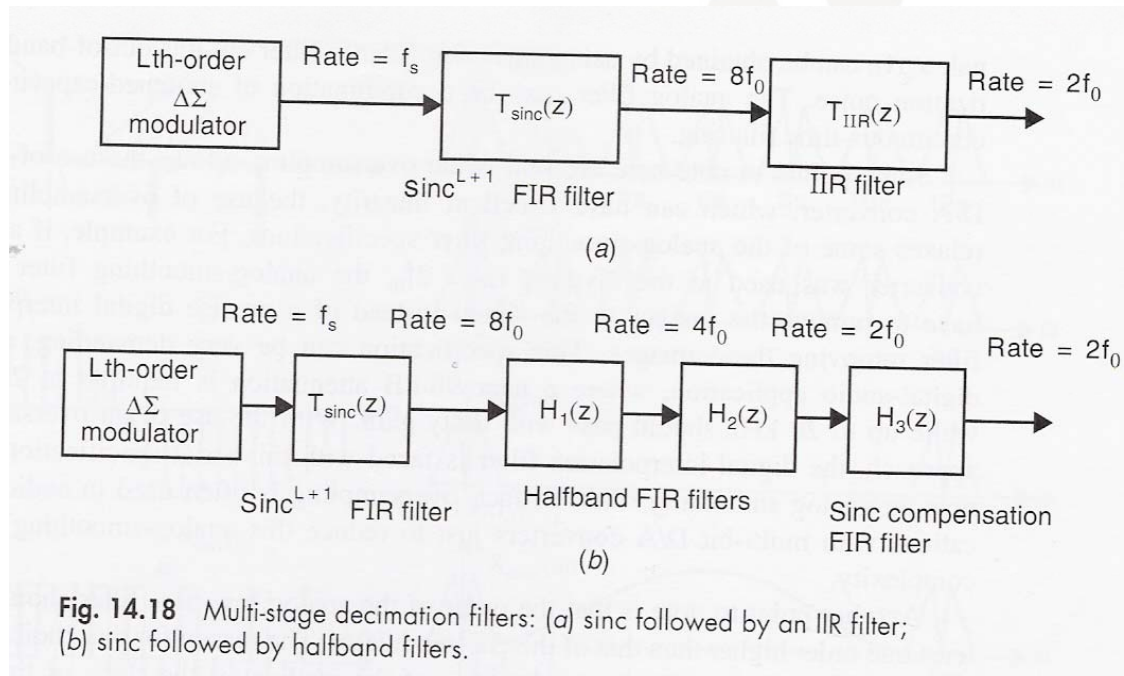 Lth-order
ΔΣ
modulator
Rate = fs
Tsinc(z)
Sinc^L+1 FIR filter
Rate = 8f0
TIIR(z)
IIR filter
Rate = 2f0
(a)
Lth-order
ΔΣ
modulator
Rate = fs
Tsinc(z)
Sinc^L+1 FIR filter
Rate = 8f0
H1(z)
Rate = 4f0
H2(z)
Halfband FIR filters
Rate = 2f0
H3(z)
Sinc compensation
FIR filter
Rate = 2f0
(b)
Fig. 14.18 Multi-stage decimation filters: (a) sinc followed by an IIR filter;
(b) sinc followed by halfband filters.